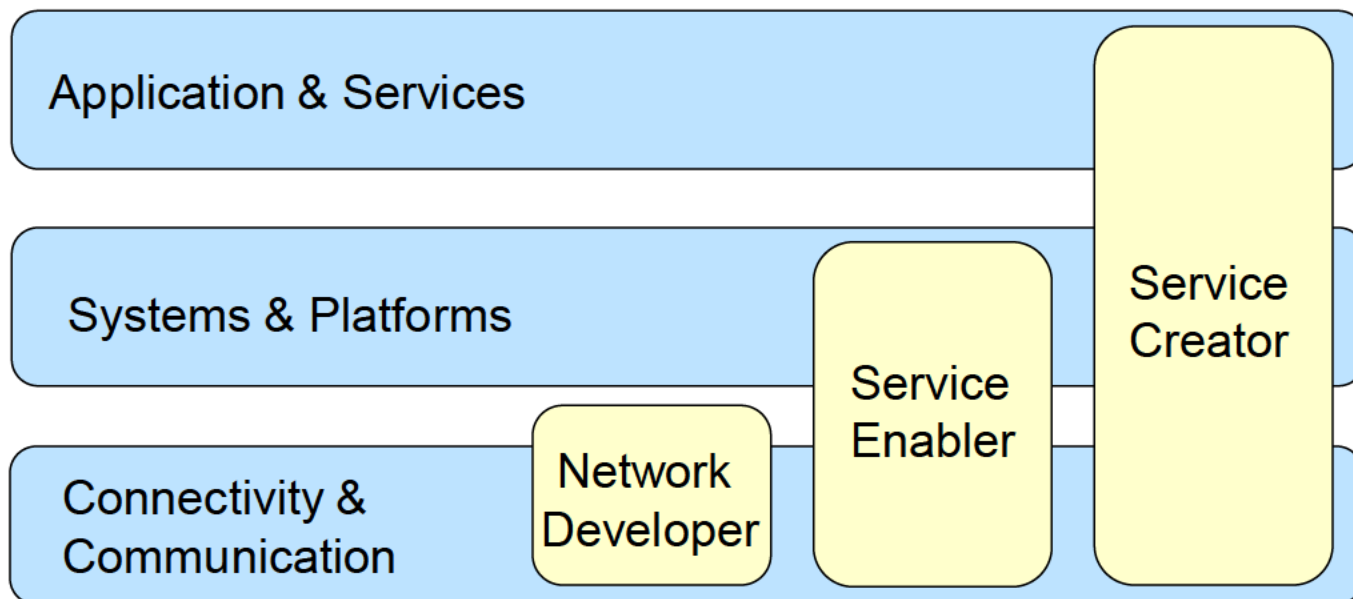 Application & Services
Systems & Platforms
Connectivity &
Communication
Network
Developer
Service
Enabler
Service
Creator